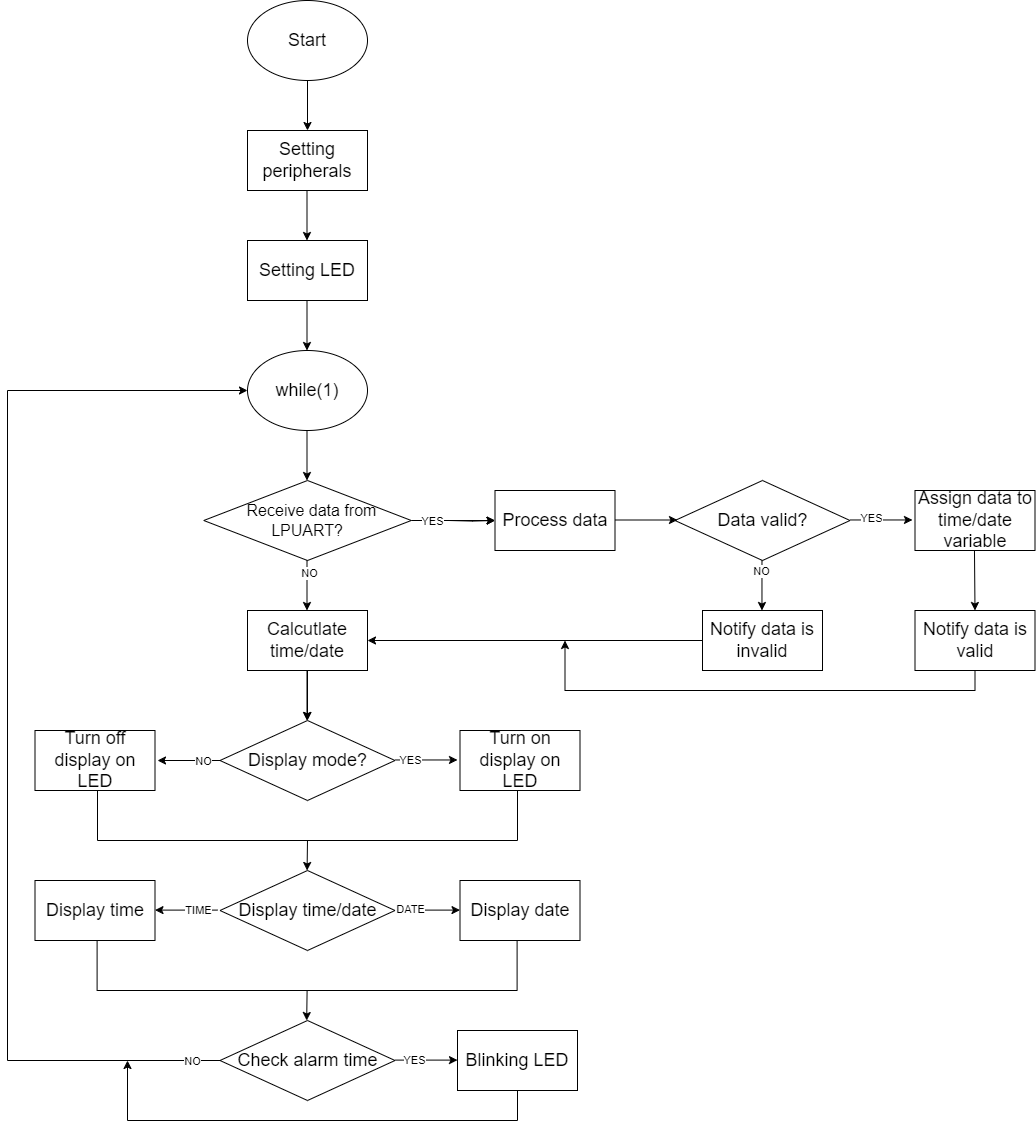 Start
Setting
peripherals
Setting LED
while(1)
Receive data from
LPUART?
YES
Process data
Data valid?
YES
Assign data to
time/date
variable
NO
NO
Calcutlate
time/date
Notify data is
invalid
Notify data is
valid
Turn off
display on
LED
NO
Display mode?
YES
Turn on
display on
LED
Display time
TIME
Display time/date
DATE
Display date
NO
Check alarm time
YES
Blinking LED